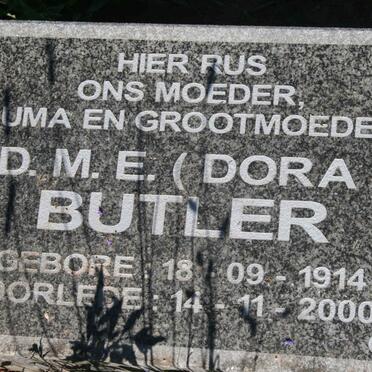 HIER RUS
ONS MOEDER,
UMA EN GROOTMOEDE
D. M. E. ( DORA
BUTLER
GEBORE : 18 - 09 - 1914
OORLEDE : 14 - 11 - 2000